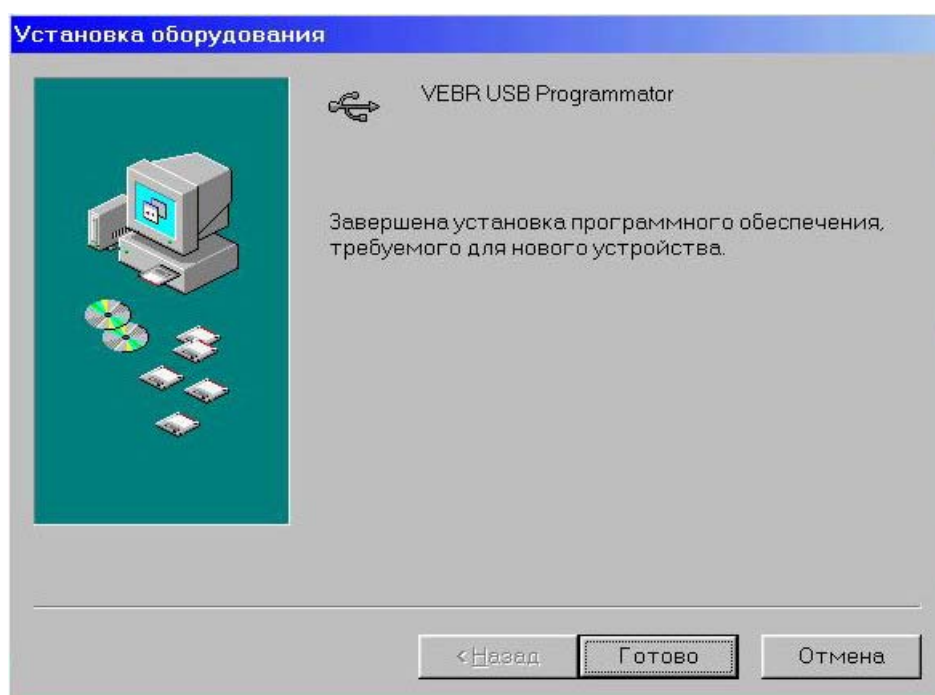 Установка оборудования
VEBR USB Programmator
Завершена установка программного обеспечения,
требуемого для нового устройства.
< Назад
Готово
Отмена